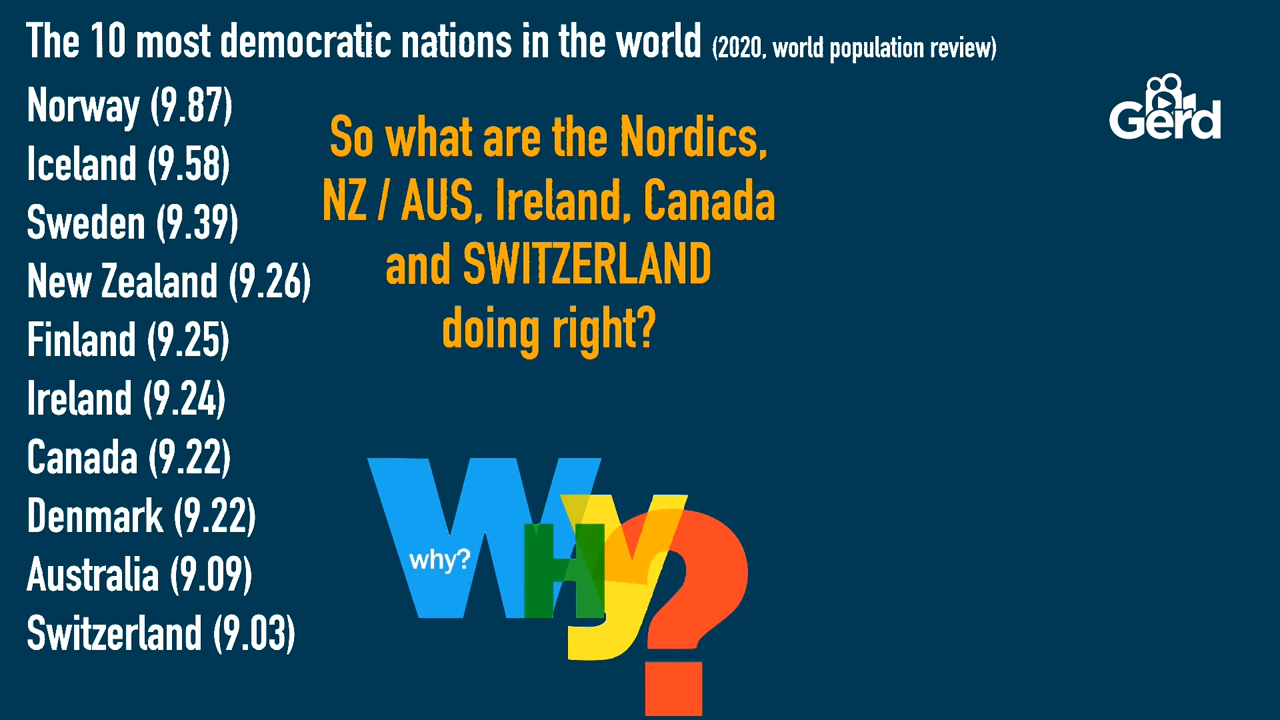 The 10 most democratic nations in the world (2020, world population review)
Norway (9.87)
Iceland (9.58)
Sweden (9.39)
New Zealand (9.26)
Finland (9.25)
Ireland (9.24)
Canada (9.22)
Denmark (9.22)
Australia (9.09)
Switzerland (9.03)
So what are the Nordics,
NZ / AUS, Ireland, Canada
and SWITZERLAND
doing right?
Gerd
WHy?
why?